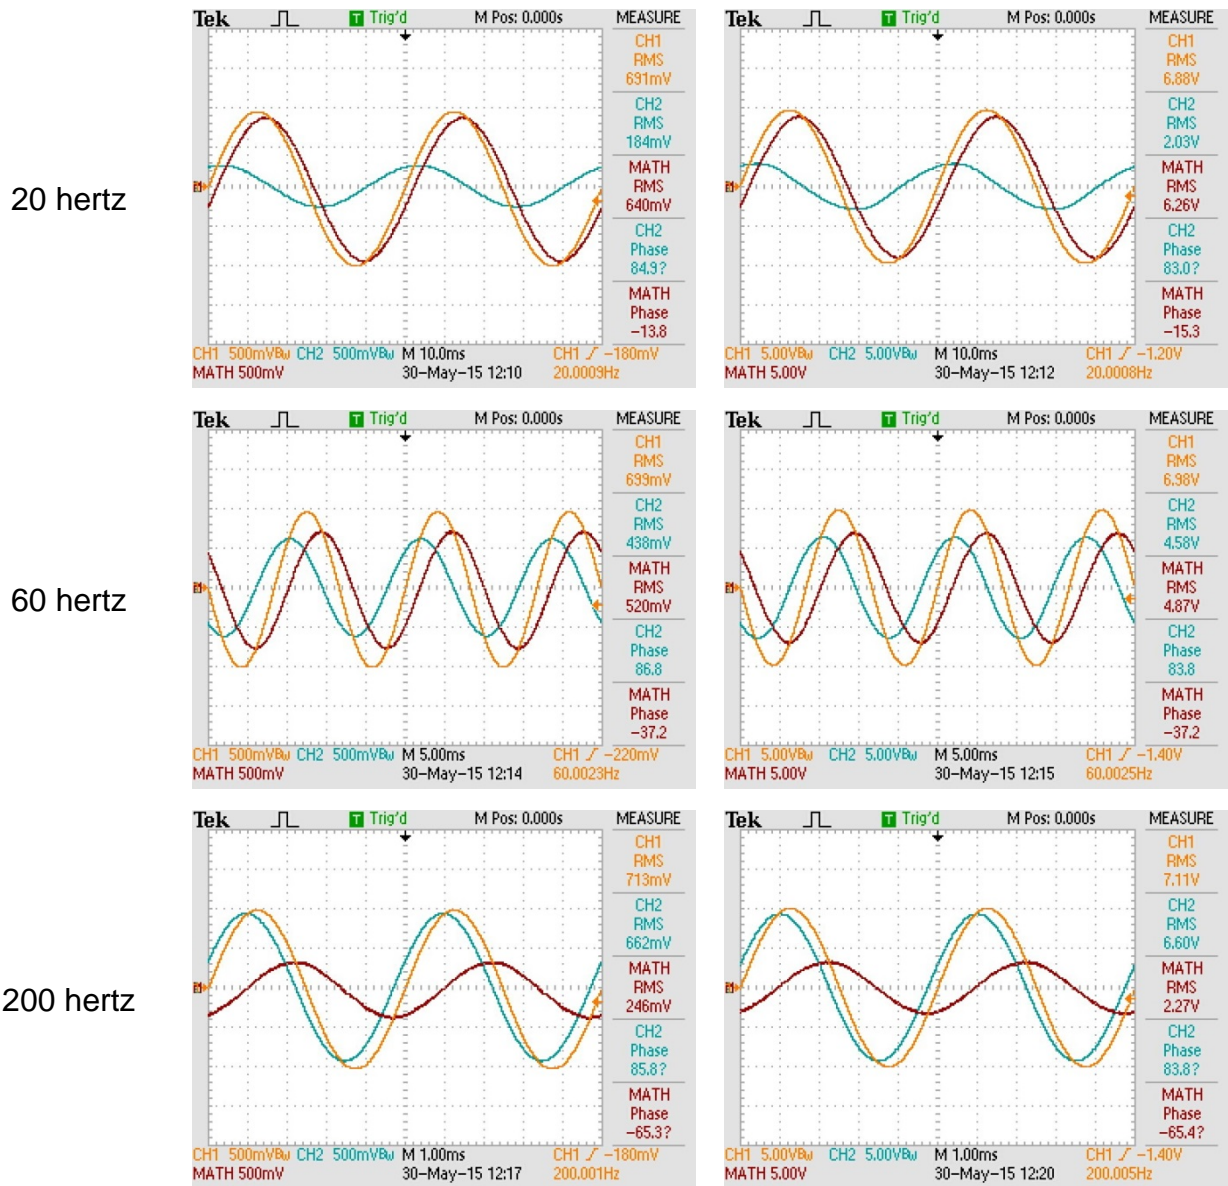 Tek T Trig'd M Pos: 0.000s MEASURE
CH1
RMS
691mV
CH2
RMS
184mV
MATH
RMS
640mV
CH2
Phase
84.9?
MATH
Phase
-13.8
CH1 500mVBw CH2 500mVBw M 10.0ms CH1 -180mV
MATH 500mV 30-May-15 12:10 20.0009Hz
Tek T Trig'd M Pos: 0.000s MEASURE
CH1
RMS
6.88V
CH2
RMS
2.03V
MATH
RMS
6.26V
CH2
Phase
83.0?
MATH
Phase
-15.3
CH1 5.00VBw CH2 5.00VBw M 10.0ms CH1 -1.20V
MATH 5.00V 30-May-15 12:12 20.0008Hz
20 hertz
Tek T Trig'd M Pos: 0.000s MEASURE
CH1
RMS
699mV
CH2
RMS
438mV
MATH
RMS
520mV
CH2
Phase
86.8
MATH
Phase
-37.2
CH1 500mVBw CH2 500mVBw M 5.00ms CH1 -220mV
MATH 500mV 30-May-15 12:14 60.0023Hz
Tek T Trig'd M Pos: 0.000s MEASURE
CH1
RMS
6.98V
CH2
RMS
4.58V
MATH
RMS
4.87V
CH2
Phase
83.8
MATH
Phase
-37.2
CH1 5.00VBw CH2 5.00VBw M 5.00ms CH1 -1.40V
MATH 5.00V 30-May-15 12:15 60.0025Hz
60 hertz
Tek T Trig'd M Pos: 0.000s MEASURE
CH1
RMS
713mV
CH2
RMS
662mV
MATH
RMS
246mV
CH2
Phase
85.8?
MATH
Phase
-65.3?
CH1 500mVBw CH2 500mVBw M 1.00ms CH1 -180mV
MATH 500mV 30-May-15 12:17 200.001Hz
Tek T Trig'd M Pos: 0.000s MEASURE
CH1
RMS
7.11V
CH2
RMS
6.60V
MATH
RMS
2.27V
CH2
Phase
83.8?
MATH
Phase
-65.4?
CH1 5.00VBw CH2 5.00VBw M 1.00ms CH1 -1.40V
MATH 5.00V 30-May-15 12:20 200.005Hz
200 hertz